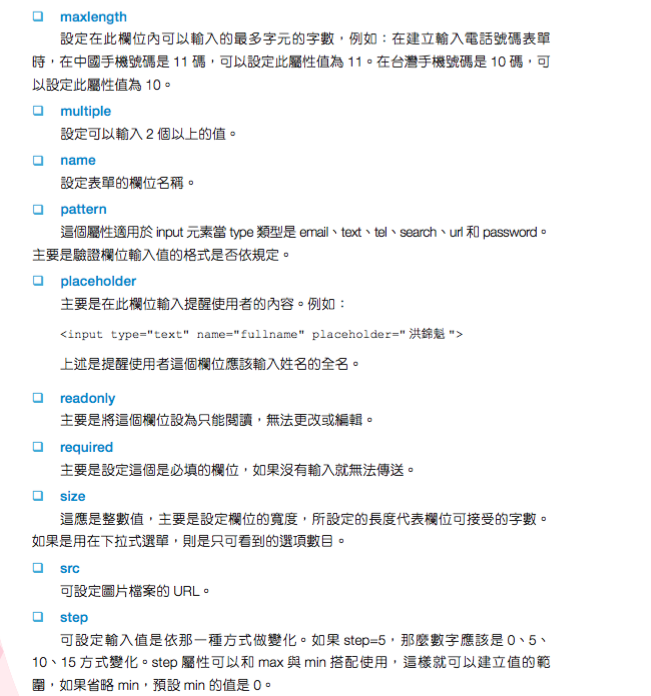 ❑ maxlength
設定在此欄位內可以輸入的最多字元的字數，例如：在建立輸入電話號碼表單
時，在中國手機號碼是 11 碼，可以設定此屬性值為 11。在台灣手機號碼是 10 碼，可
以設定此屬性值為 10。
❑ multiple
設定可以輸入 2 個以上的值。
❑ name
設定表單的欄位名稱。
❑ pattern
這個屬性適用於 input 元素當 type 類型是 email、text、tel、search、url 和 password。
主要是驗證欄位輸入值的格式是否依規定。
❑ placeholder
主要是在此欄位輸入提醒使用者的內容。例如：
<input type="text" name="fullname" placeholder=" 洪錦魁 ">
上述是提醒使用者這個欄位應該輸入姓名的全名。
❑ readonly
主要是將這個欄位設為只能閱讀，無法更改或編輯。
❑ required
主要是設定這個是必填的欄位，如果沒有輸入就無法傳送。
❑ size
這應是整數值，主要是設定欄位的寬度，所設定的長度代表欄位可接受的字數。
如果是用在下拉式選單，則是只可看到的選項數目。
❑ src
可設定圖片檔案的 URL。
❑ step
可設定輸入值是依那一種方式做變化。如果 step=5，那麼數字應該是 0、5、
10、15 方式變化。step 屬性可以和 max 與 min 搭配使用，這樣就可以建立值的範
圍，如果省略 min，預設 min 的值是 0。